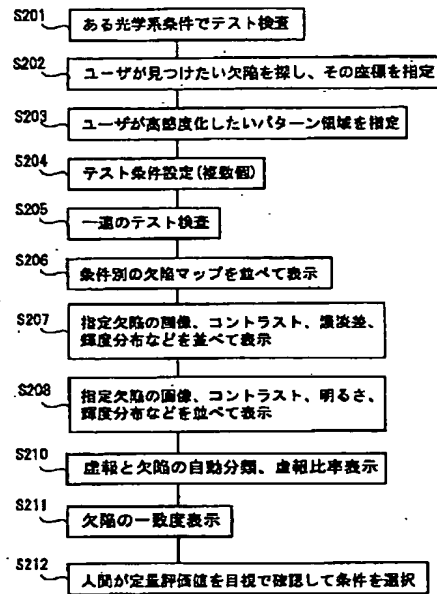 S201
ある光学系条件でテスト検査
S202
ユーザが見つけたい欠陥を探し、その座標を指定
S203
ユーザが高感度化したいパターン領域を指定
S204
テスト条件設定(複数個)
S205
一連のテスト検査
S206
条件別の欠陥マップを並べて表示
S207
指定欠陥の画像、コントラスト、濃淡差、
輝度分布などを並べて表示
S208
指定欠陥の画像、コントラスト、明るさ、
輝度分布などを並べて表示
S210
虚報と欠陥の自動分類、虚報比率表示
S211
欠陥の一致度表示
S212
人間が定量評価値を目視で確認して条件を選択